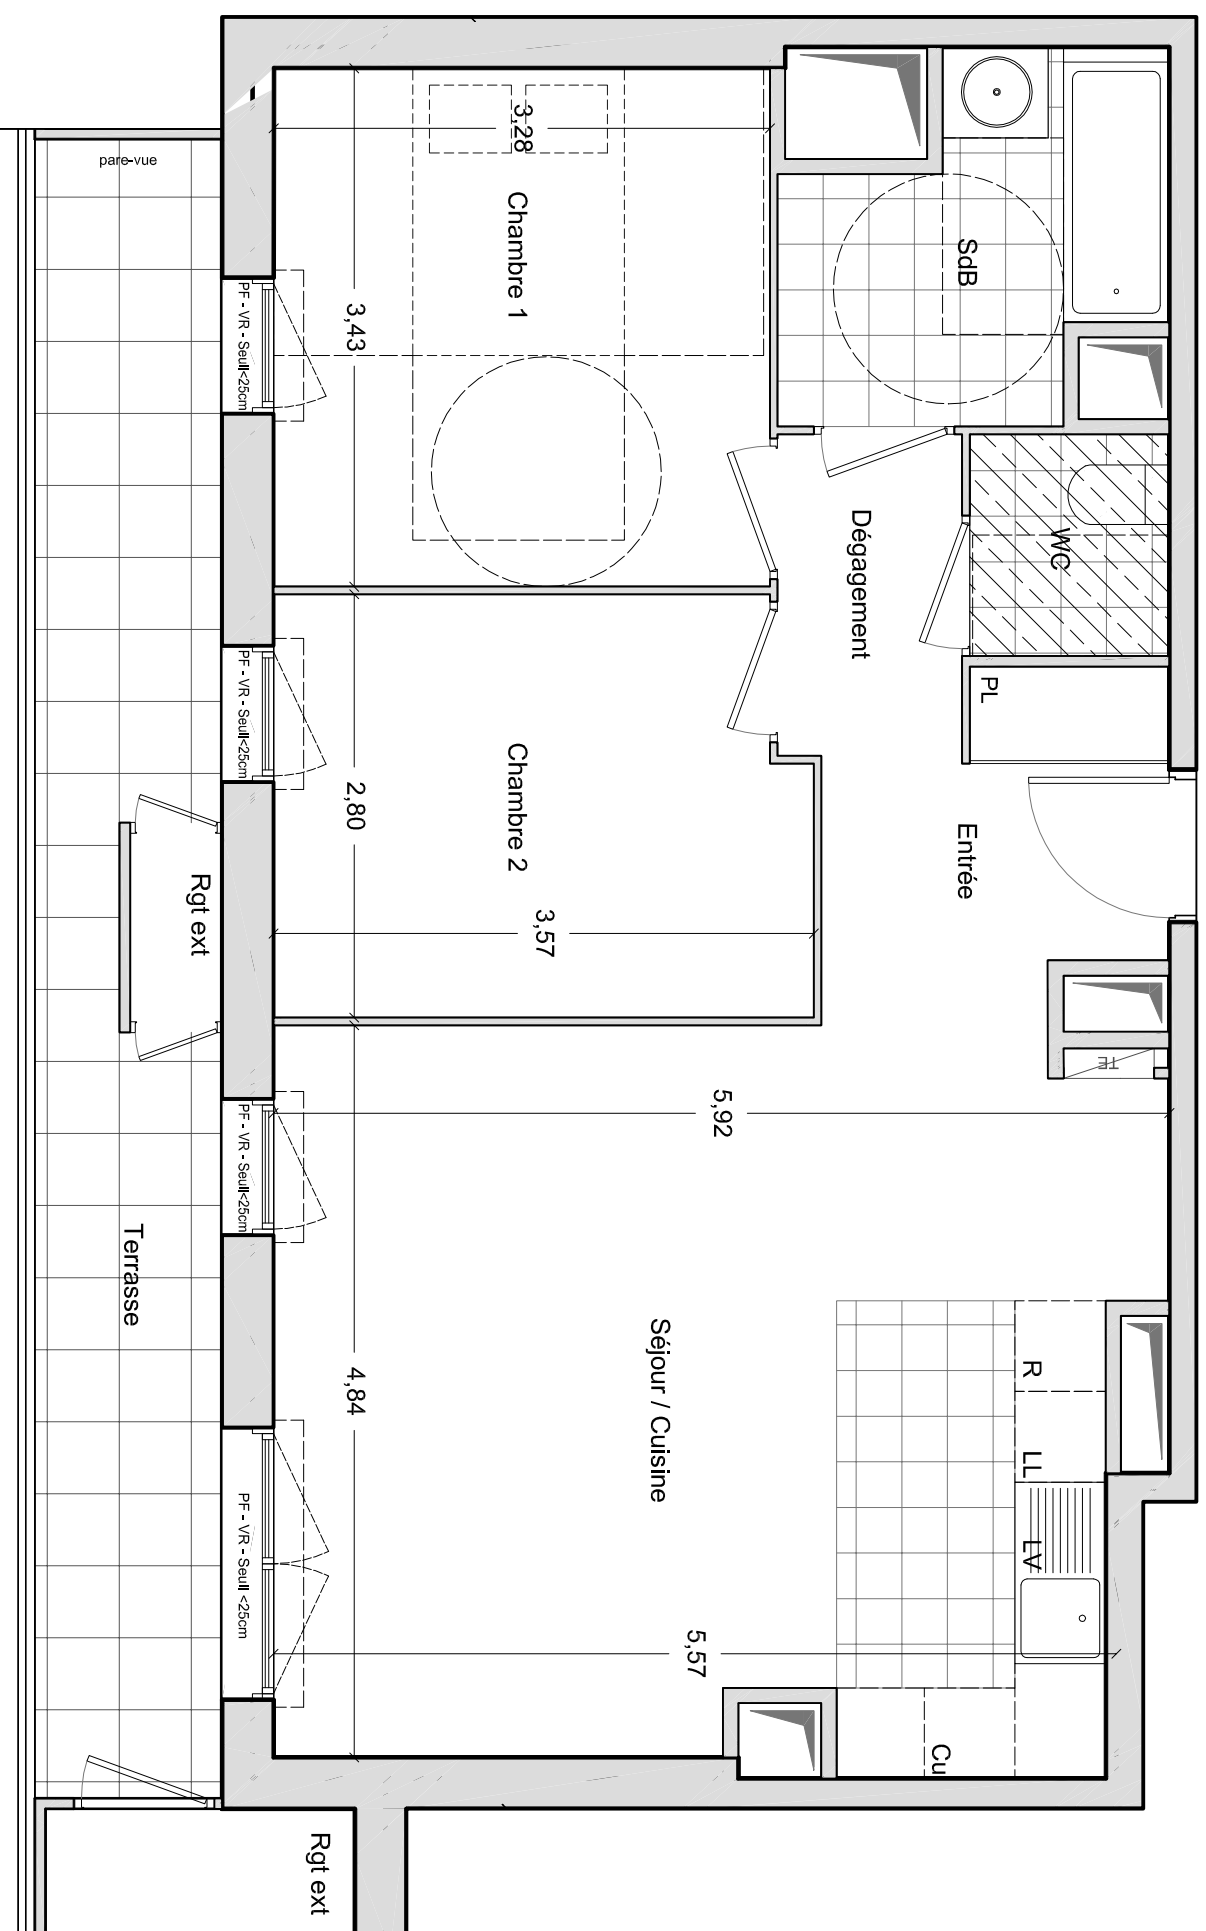 pare-vue
3,28
Chambre 1
3,43
PF - VR - Seuil<25cm
SdB
WC
Dégagement
PL
PF - VR - Seuil<25cm
Chambre 2
2,80
3,57
Entrée
Rgt ext
TE
5,92
PF - VR - Seuil<25cm
Terrasse
Séjour / Cuisine
4,84
R
LL
LV
PF - VR - Seuil <25cm
5,57
Cu
Rgt ext